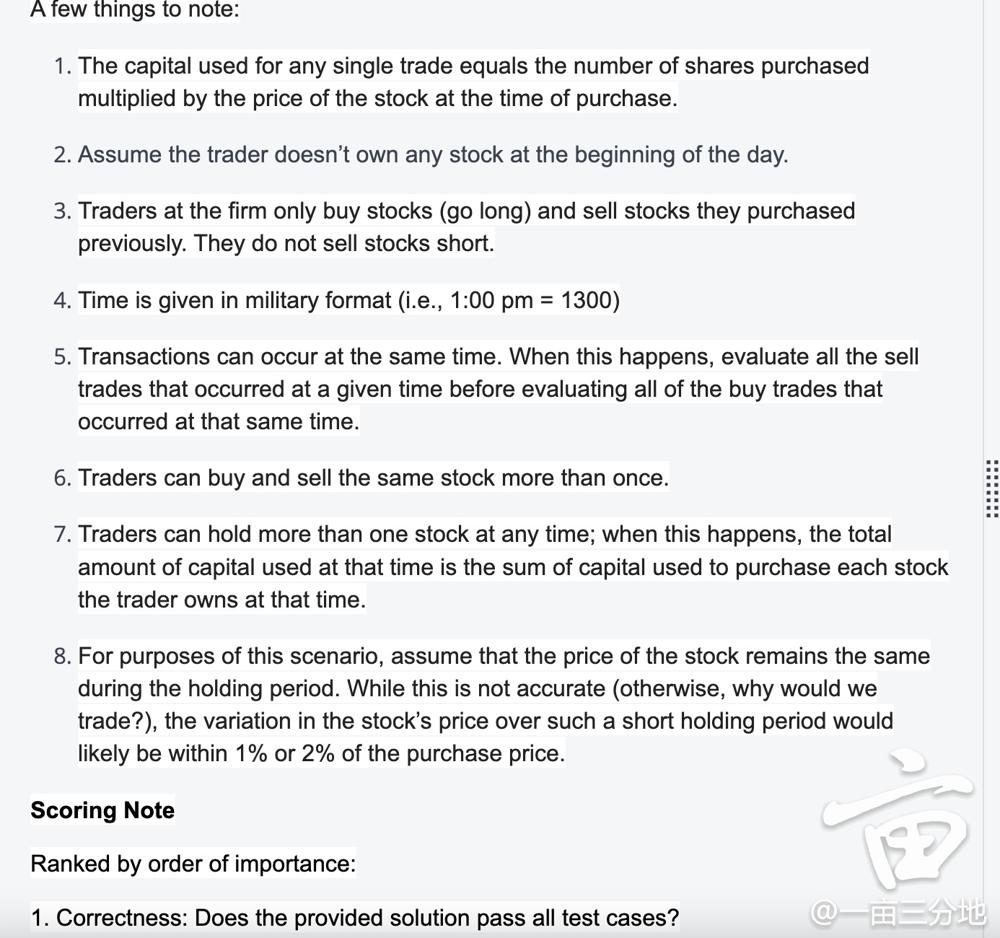 A few things to note:
1. The capital used for any single trade equals the number of shares purchased
multiplied by the price of the stock at the time of purchase.
2. Assume the trader doesn’t own any stock at the beginning of the day.
3. Traders at the firm only buy stocks (go long) and sell stocks they purchased
previously. They do not sell stocks short.
4. Time is given in military format (i.e., 1:00 pm = 1300)
5. Transactions can occur at the same time. When this happens, evaluate all the sell
trades that occurred at a given time before evaluating all of the buy trades that
occurred at that same time.
6. Traders can buy and sell the same stock more than once.
7. Traders can hold more than one stock at any time; when this happens, the total
amount of capital used at that time is the sum of capital used to purchase each stock
the trader owns at that time.
8. For purposes of this scenario, assume that the price of the stock remains the same
during the holding period. While this is not accurate (otherwise, why would we
trade?), the variation in the stock’s price over such a short holding period would
likely be within 1% or 2% of the purchase price.
Scoring Note
Ranked by order of importance:
1. Correctness: Does the provided solution pass all test cases?
亩
@一亩三分地